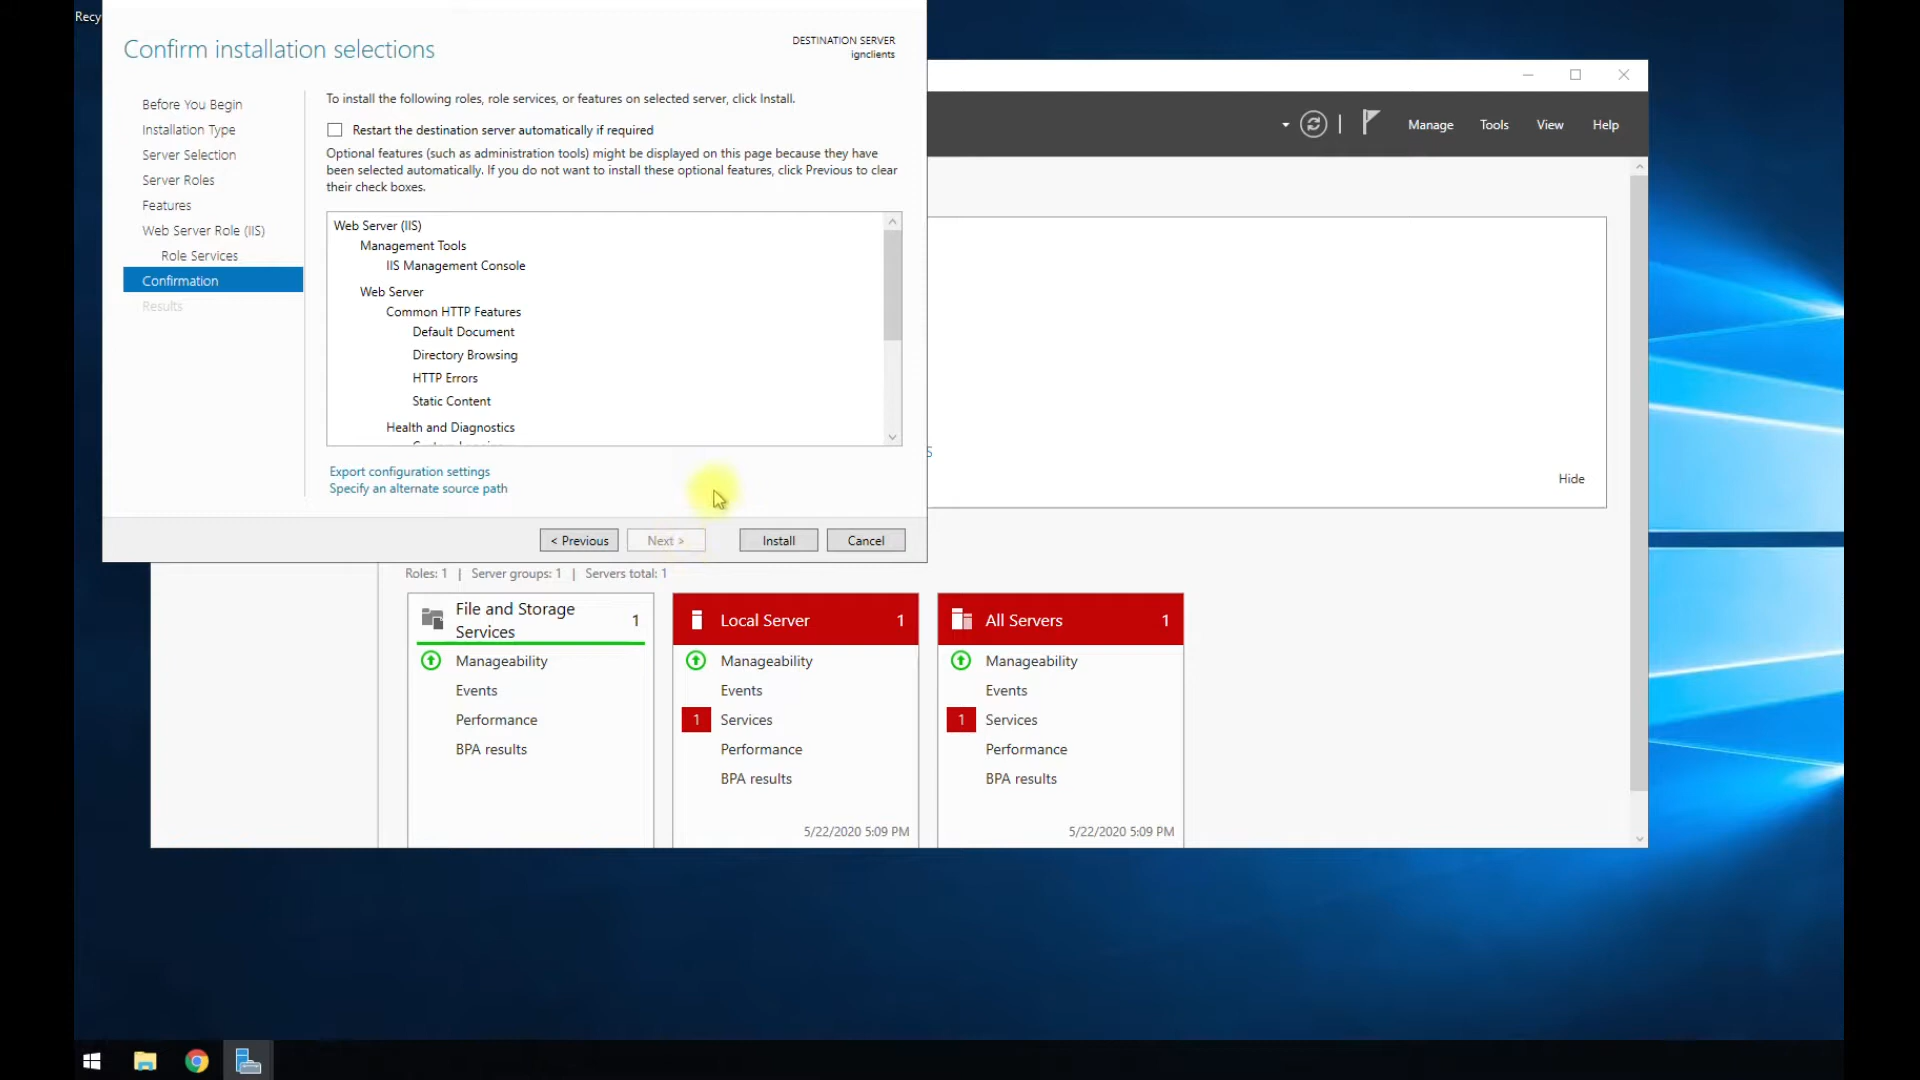 Recy
Confirm installation selections
DESTINATION SERVER
ignclients
Before You Begin
Installation Type
Server Selection
Server Roles
Features
Web Server Role (IIS)
Role Services
Confirmation
Results
To install the following roles, role services, or features on selected server, click Install.
Restart the destination server automatically if required
Optional features (such as administration tools) might be displayed on this page because they have
been selected automatically. If you do not want to install these optional features, click Previous to clear
their check boxes.
Web Server (IIS)
Management Tools
IIS Management Console
Web Server
Common HTTP Features
Default Document
Directory Browsing
HTTP Errors
Static Content
Health and Diagnostics
Export configuration settings
Specify an alternate source path
< Previous
Next >
Install
Cancel
Manage
Tools
View
Help
S
Hide
Roles: 1 | Server groups: 1 | Servers total: 1
File and Storage
Services
1
Manageability
Events
Performance
BPA results
Local Server
1
Manageability
Events
1
Services
Performance
BPA results
5/22/2020 5:09 PM
All Servers
1
Manageability
Events
1
Services
Performance
BPA results
5/22/2020 5:09 PM